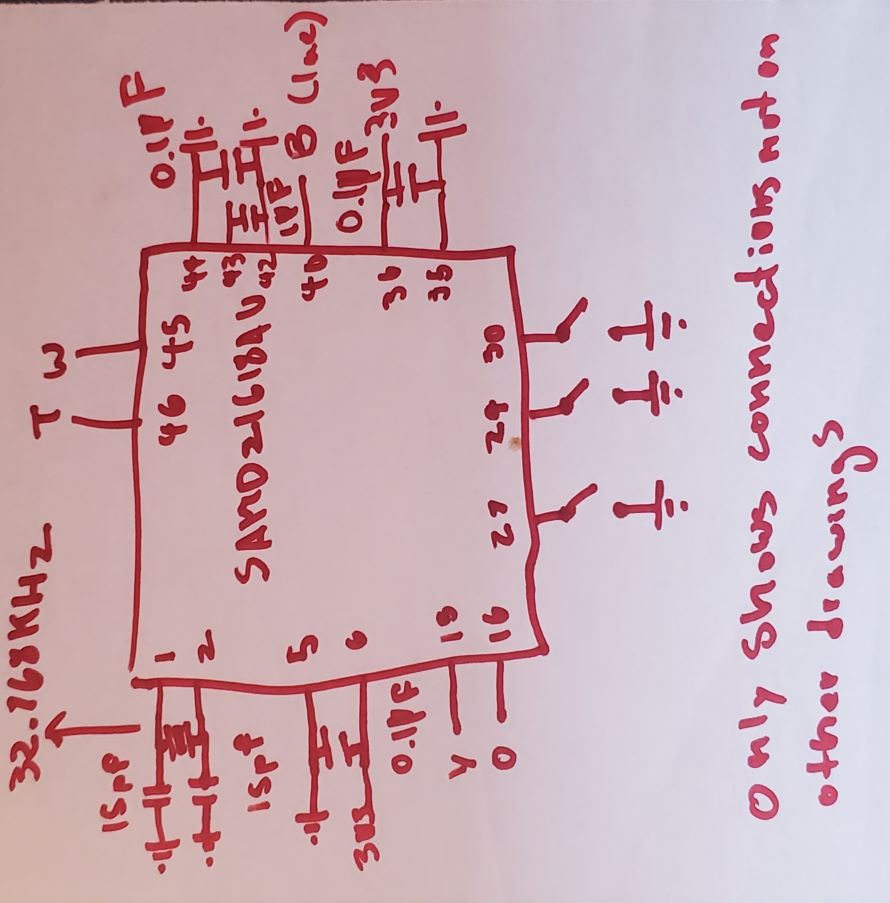 32.768KHz
T W
15pf
0.1µF
1
46 45
44
2
43
SAMD21G18AU
42
15pf
1µF
5
40 B (1ae)
3V3 6
0.1µF
0.1µF
36 3V3
35
Y 15
O 16
27 29 30
Only shows connections not on
other drawings